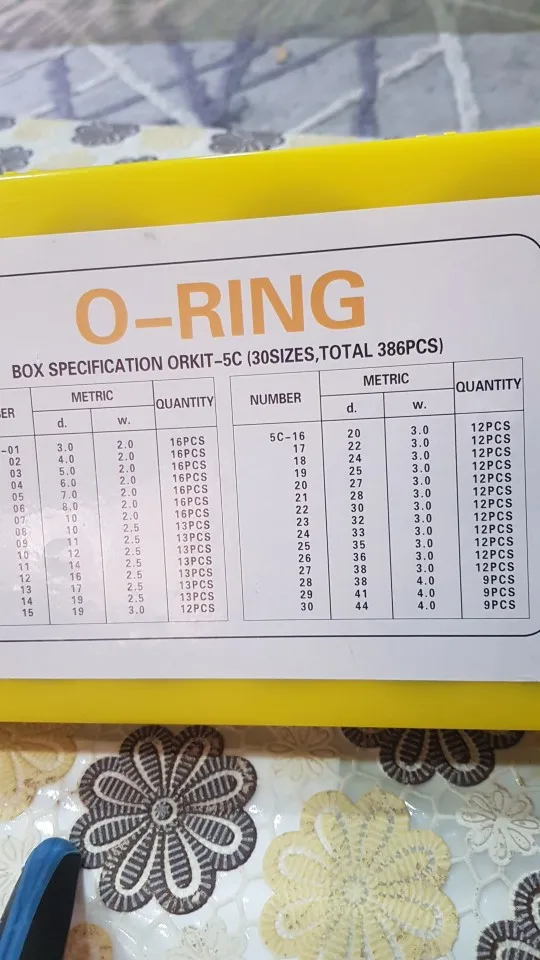 O-RING
BOX SPECIFICATION ORKIT-5C (30SIZES,TOTAL 386PCS)
ER METRIC QUANTITY
d. w.
-01 3.0 2.0 16PCS
02 4.0 2.0 16PCS
03 5.0 2.0 16PCS
04 6.0 2.0 16PCS
05 7.0 2.0 16PCS
06 8.0 2.0 16PCS
07 10 2.0 16PCS
08 10 2.5 13PCS
09 11 2.5 13PCS
10 12 2.5 13PCS
11 14 2.5 13PCS
12 16 2.5 13PCS
13 17 2.5 13PCS
14 19 2.5 13PCS
15 19 3.0 12PCS
NUMBER METRIC QUANTITY
d. w.
5C-16 20 3.0 12PCS
17 22 3.0 12PCS
18 24 3.0 12PCS
19 25 3.0 12PCS
20 27 3.0 12PCS
21 28 3.0 12PCS
22 30 3.0 12PCS
23 32 3.0 12PCS
24 33 3.0 12PCS
25 35 3.0 12PCS
26 36 3.0 12PCS
27 38 3.0 12PCS
28 38 4.0 9PCS
29 41 4.0 9PCS
30 44 4.0 9PCS